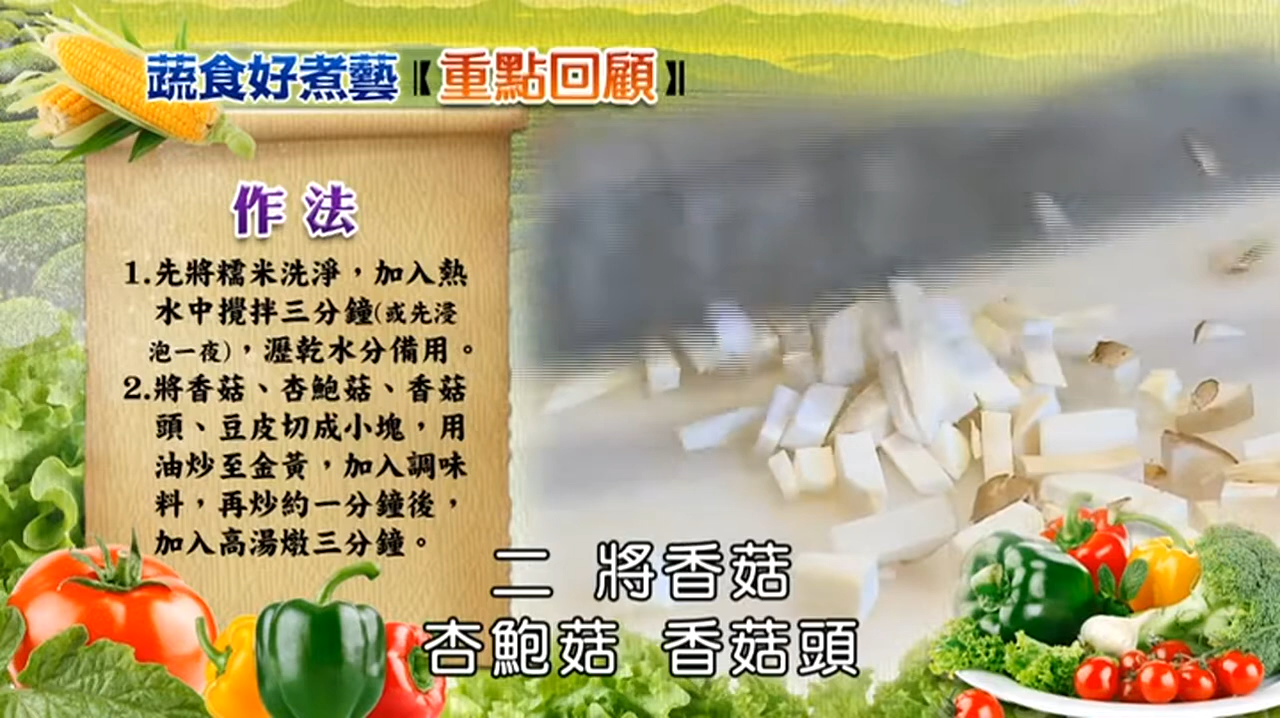 蔬食好煮藝【重點回顧】
作法
1.先將糯米洗淨，加入熱
水中攪拌三分鐘(或先浸
泡一夜)，瀝乾水分備用。
2.將香菇、杏鮑菇、香菇
頭、豆皮切成小塊，用
油炒至金黃，加入調味
料，再炒約一分鐘後，
加入高湯燉三分鐘。
二 將香菇
杏鮑菇 香菇頭